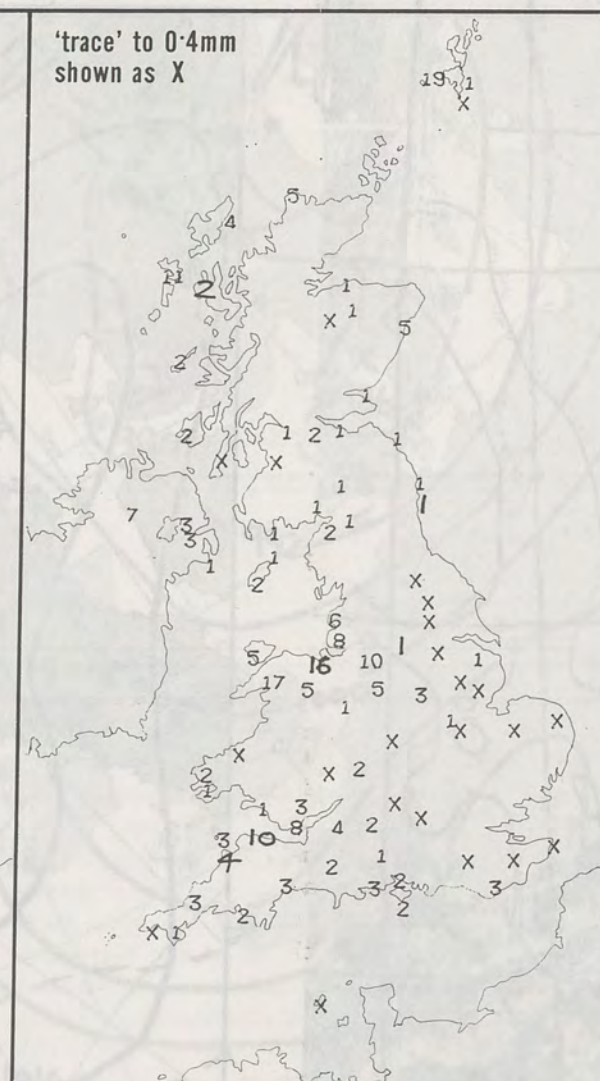 ‘trace’ to 0·4mm
shown as X
19 1
X
5
4
11 2
1
X 1
5
2
1
2 1 2 1 1
X X
1
1
1
7 3 1 2 1
3
1 1
2
X
X
6 X
8 1 X
5 16 10 1
17 5 5 3 X X
1
1 X X X
X
X
2 X 2
1
1 3 X
3 10 8 4 2 X
4 1 X X X
2
3 3 2 3
3 2 2
X 1
X